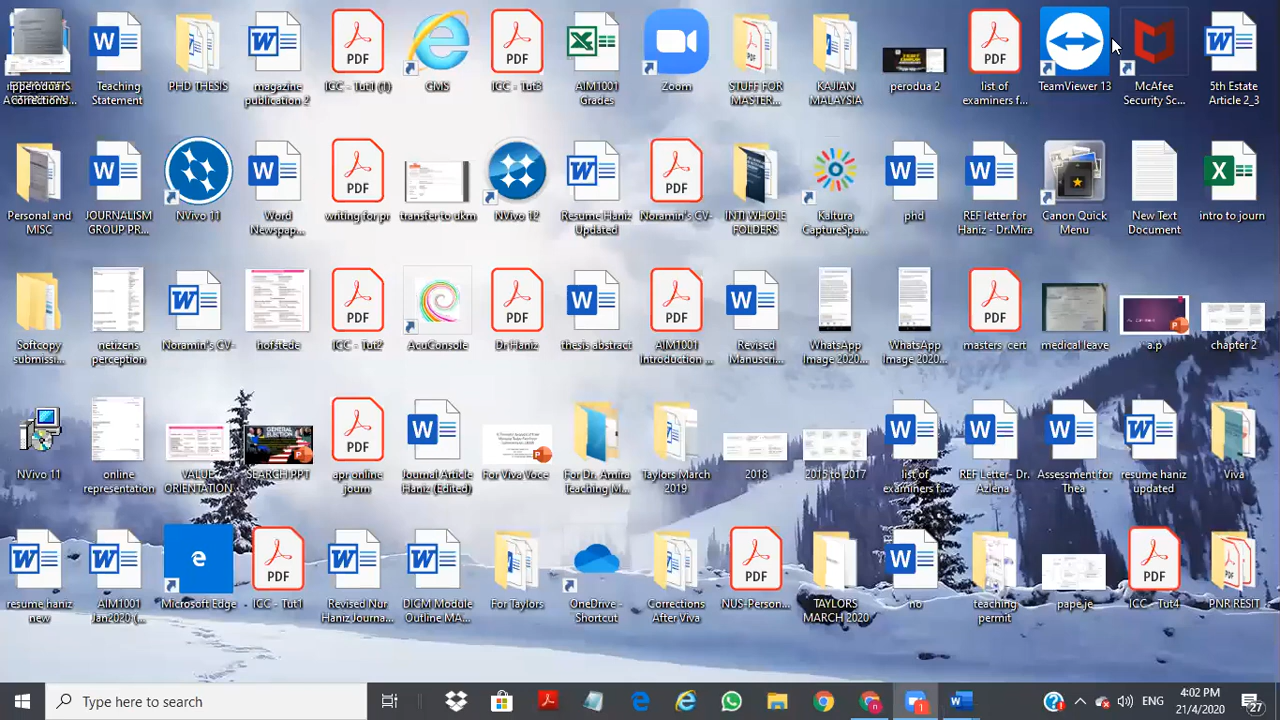 Teaching
Statement
PHD THESIS
magazine
publication 2
ICC - Tut1 (1)
CMS
ICC - Tut3
AIM1001
Grades
Zoom
STUFF FOR
MASTER...
KAJIAN
MALAYSIA
perodua 2
list of
examiners f...
TeamViewer 13
McAfee
Security Sc...
5th Estate
Article 2_3
Personal and
MISC
JOURNALISM
GROUP PR...
NVivo 11
Word
Newspap...
writing for pr
transfer to ukm
NVivo 12
Resume Haniz
Updated
Noramin's CV-
INTI WHOLE
FOLDERS
Kaltura
CaptureSpa...
phd
REF letter for
Haniz - Dr.Mira
Canon Quick
Menu
New Text
Document
intro to journ
Softcopy
submissi...
netizens
perception
Noramin's CV-
hofstede
ICC - Tut2
AcuConsole
Dr Haniz
thesis abstract
AIM1001
Introduction ...
Revised
Manuscri...
WhatsApp
Image 2020...
WhatsApp
Image 2020...
masters cert
medical leave
a.p
chapter 2
NVivo 11
online
representation
VALUE
ORIENTATION
SEARCH PPT
apr online
journ
Journal Article
Haniz (Edited)
For Viva Voce
For Dr. Amira
Teaching M...
Taylors March
2019
2018
2015 to 2017
list of
examiners f...
REF Letter- Dr.
Azlena
Assessment for
Thea
resume haniz
updated
Viva
resume haniz
new
AIM1001
Jan2020 (...
Microsoft Edge
ICC - Tut1
Revised Nur
Haniz Journa...
DICM Module
Outline MA...
For Taylors
OneDrive -
Shortcut
Corrections
After Viva
NUS-Person...
TAYLORS
MARCH 2020
no
teaching
permit
pape je
ICC - Tut4
PNR RESIT
Type here to search
ENG
4:02 PM
21/4/2020
27